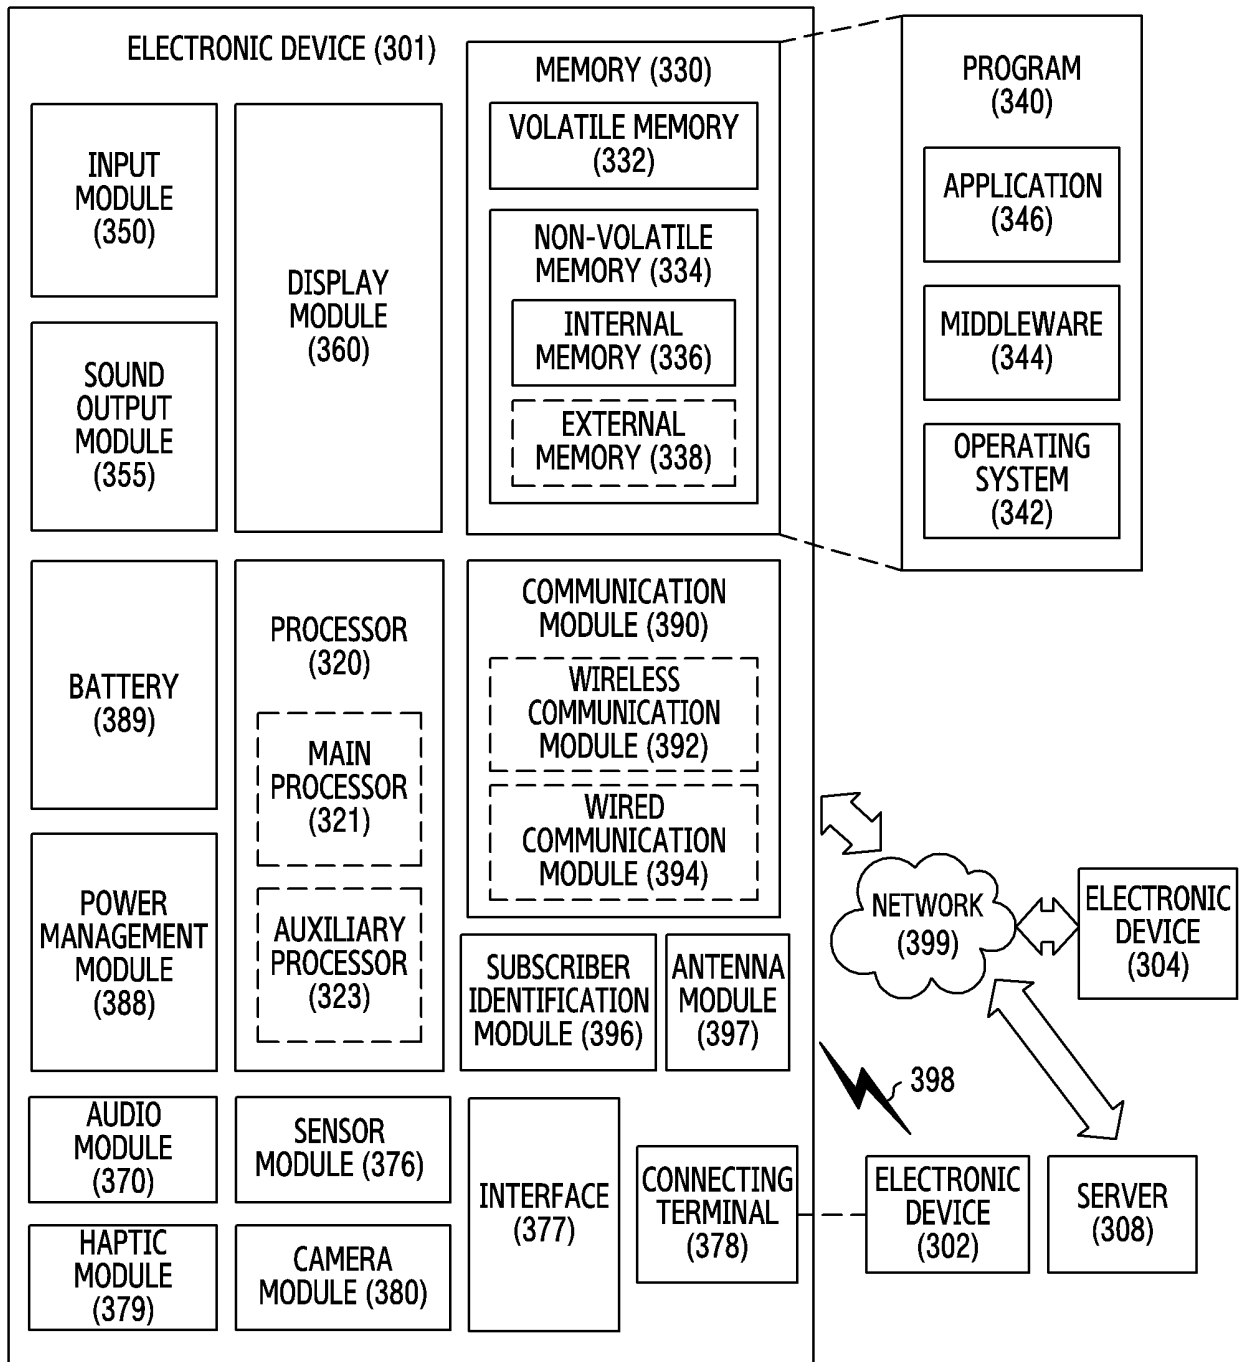 ELECTRONIC DEVICE (301)
INPUT
MODULE
(350)
SOUND
OUTPUT
MODULE
(355)
DISPLAY
MODULE
(360)
MEMORY (330)
VOLATILE MEMORY
(332)
NON-VOLATILE
MEMORY (334)
INTERNAL
MEMORY (336)
EXTERNAL
MEMORY (338)
PROGRAM
(340)
APPLICATION
(346)
MIDDLEWARE
(344)
OPERATING
SYSTEM
(342)
BATTERY
(389)
POWER
MANAGEMENT
MODULE
(388)
PROCESSOR
(320)
MAIN
PROCESSOR
(321)
AUXILIARY
PROCESSOR
(323)
COMMUNICATION
MODULE (390)
WIRELESS
COMMUNICATION
MODULE (392)
WIRED
COMMUNICATION
MODULE (394)
SUBSCRIBER
IDENTIFICATION
MODULE (396)
ANTENNA
MODULE
(397)
NETWORK
(399)
ELECTRONIC
DEVICE
(304)
398
AUDIO
MODULE
(370)
SENSOR
MODULE (376)
HAPTIC
MODULE
(379)
CAMERA
MODULE (380)
INTERFACE
(377)
CONNECTING
TERMINAL
(378)
ELECTRONIC
DEVICE
(302)
SERVER
(308)